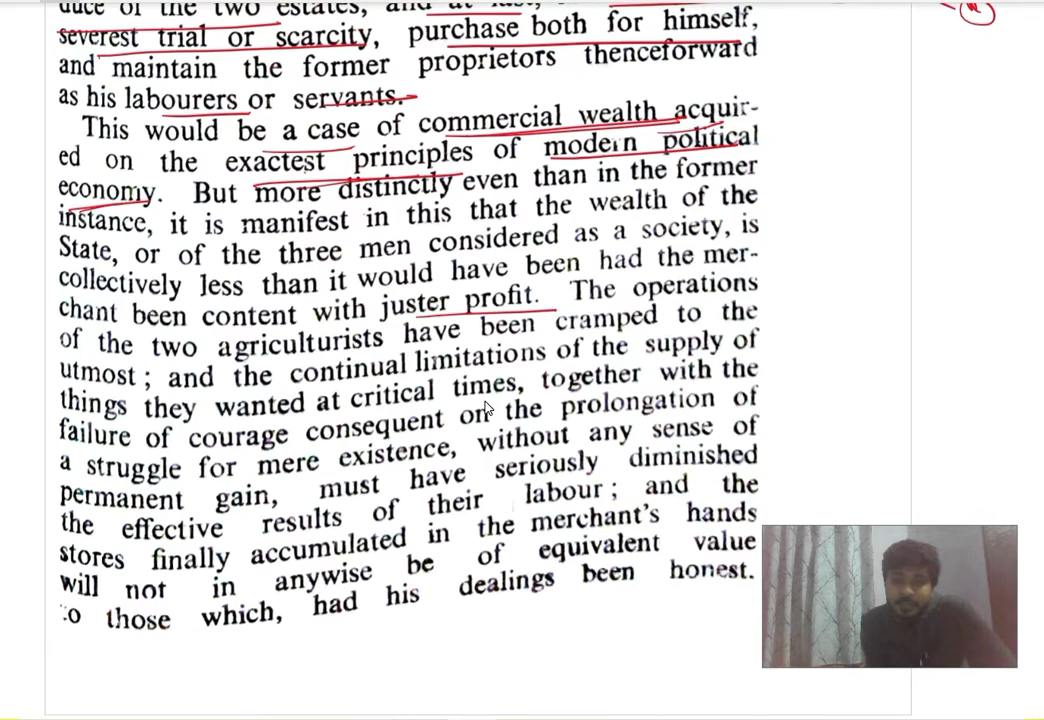 duce of the two estates, and at last,
severest trial or scarcity, purchase both for himself,
and maintain the former proprietors thenceforward
as his labourers or servants.
This would be a case of commercial wealth acquir-
ed on the exactest principles of modern political
economy. But more distinctly even than in the former
instance, it is manifest in this that the wealth of the
State, or of the three men considered as a society, is
collectively less than it would have been had the mer-
chant been content with juster profit. The operations
of the two agriculturists have been cramped to the
utmost ; and the continual limitations of the supply of
things they wanted at critical times, together with the
failure of courage consequent on the prolongation of
a struggle for mere existence, without any sense of
permanent gain, must have seriously diminished
the effective results of their labour ; and the
stores finally accumulated in the merchant's hands
will not in anywise be of equivalent value
to those which, had his dealings been honest.